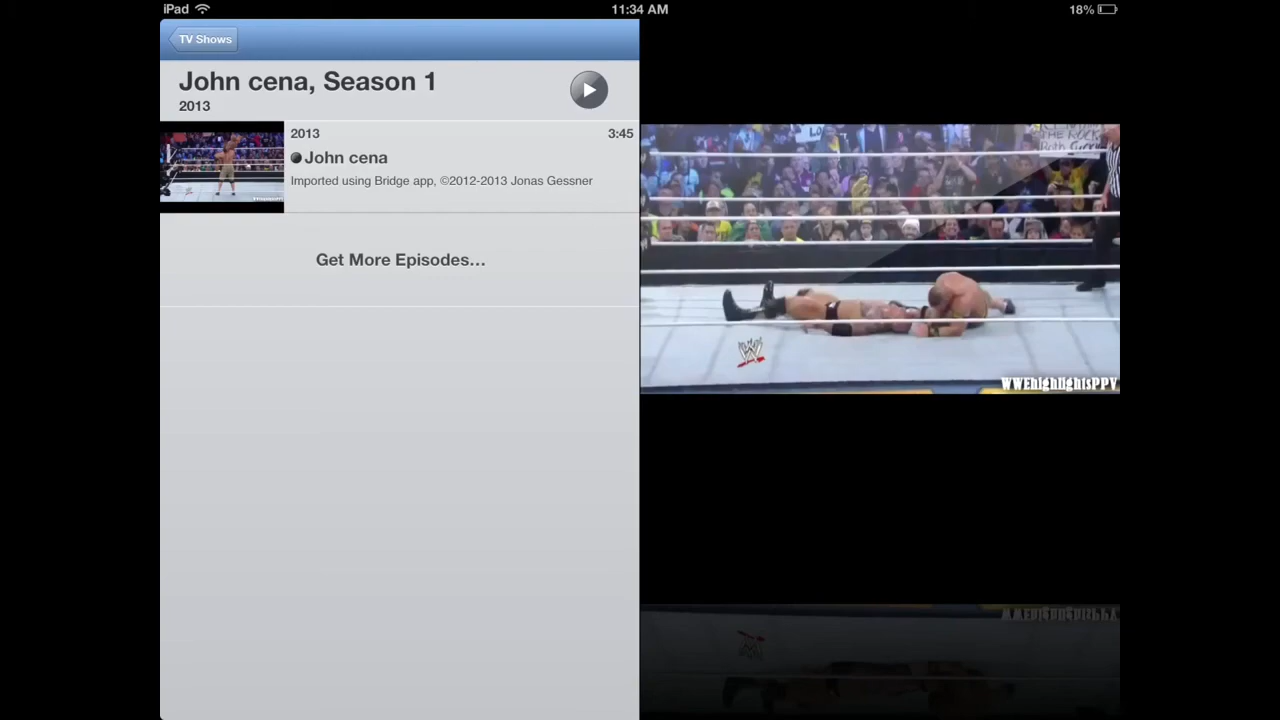 iPad
11:34 AM
18%
TV Shows
John cena, Season 1
2013
2013
3:45
John cena
Imported using Bridge app, ©2012-2013 Jonas Gessner
Get More Episodes…
WWEhighlightsPPV